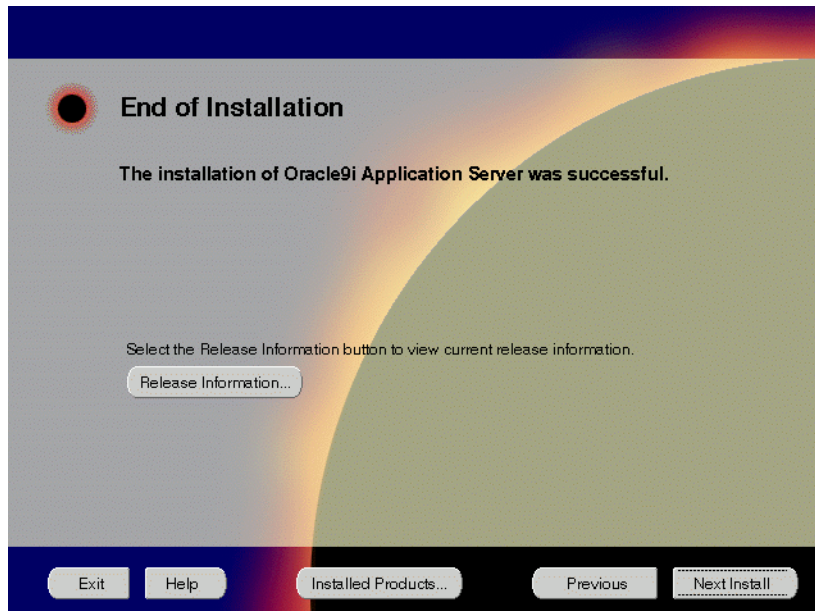 End of Installation
The installation of Oracle9i Application Server was successful.
Select the Release Information button to view current release information.
Release Information...
Exit
Help
Installed Products...
Previous
Next Install